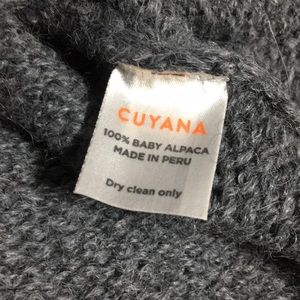 CUYANA
100% BABY ALPACA
MADE IN PERU
Dry clean only